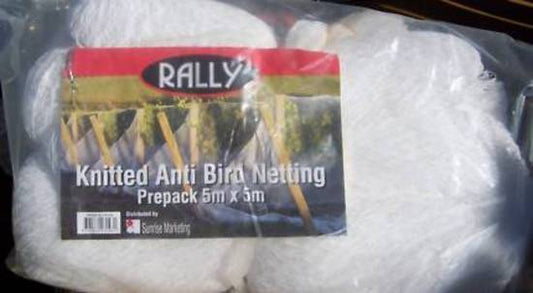 RALLY
Knitted Anti Bird Netting
Prepack 5m x 5m
Distributed by
Sunrise Marketing